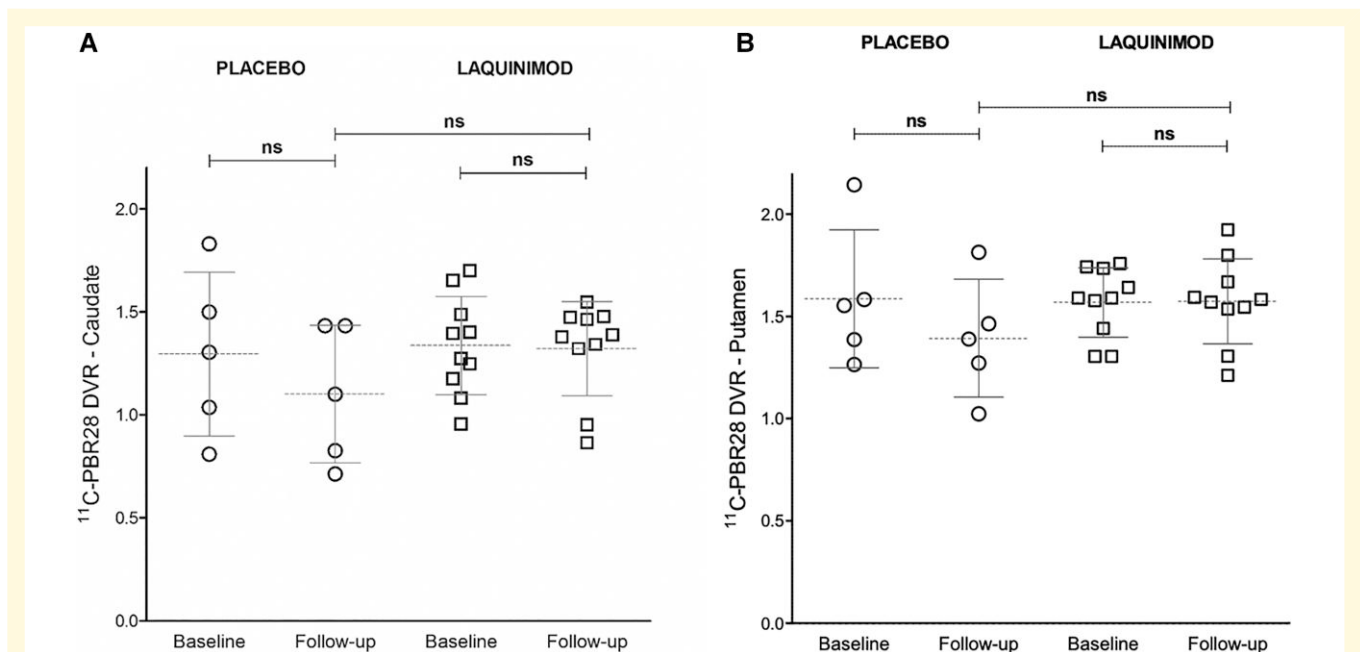 A
PLACEBO LAQUINIMOD
ns
ns
ns
2.0
1.5
1.0
0.5
0.0
¹¹C-PBR28 DVR - Caudate
Baseline Follow-up Baseline Follow-up
B
PLACEBO LAQUINIMOD
ns
ns
ns
2.0
1.5
1.0
0.5
0.0
¹¹C-PBR28 DVR - Putamen
Baseline Follow-up Baseline Follow-up